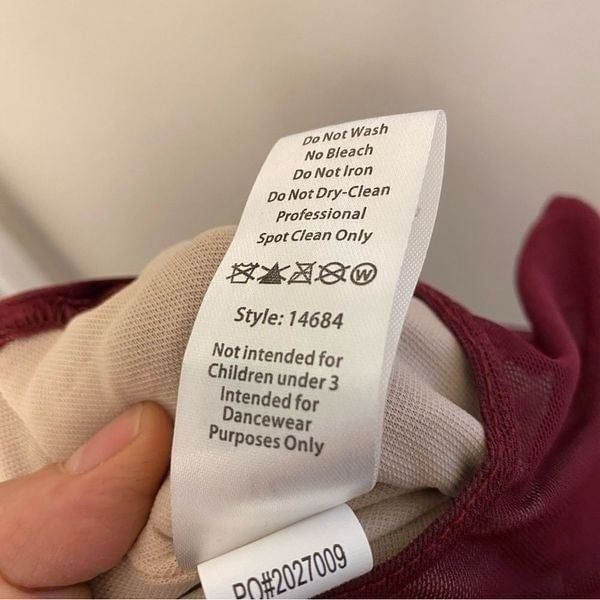 Do Not Wash
No Bleach
Do Not Iron
Do Not Dry-Clean
Professional
Spot Clean Only
W
Style: 14684
Not intended for
Children under 3
Intended for
Dancewear
Purposes Only
PO#2027009